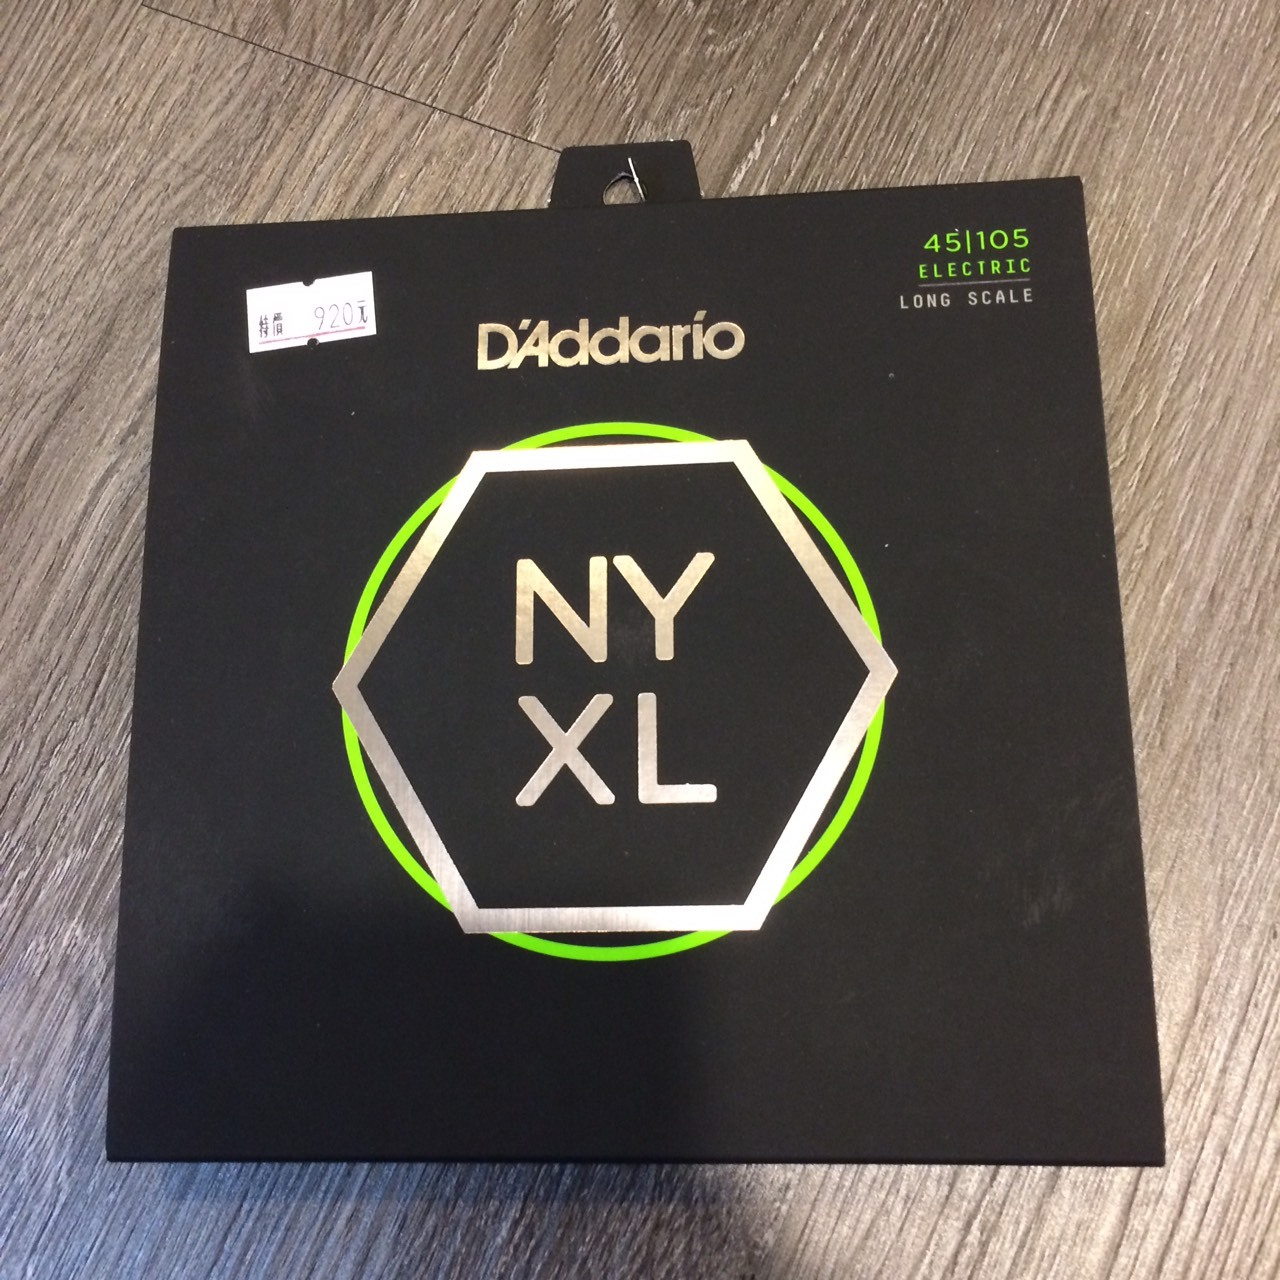 45|105
ELECTRIC
LONG SCALE
特價 920元
D'Addario
NY
XL